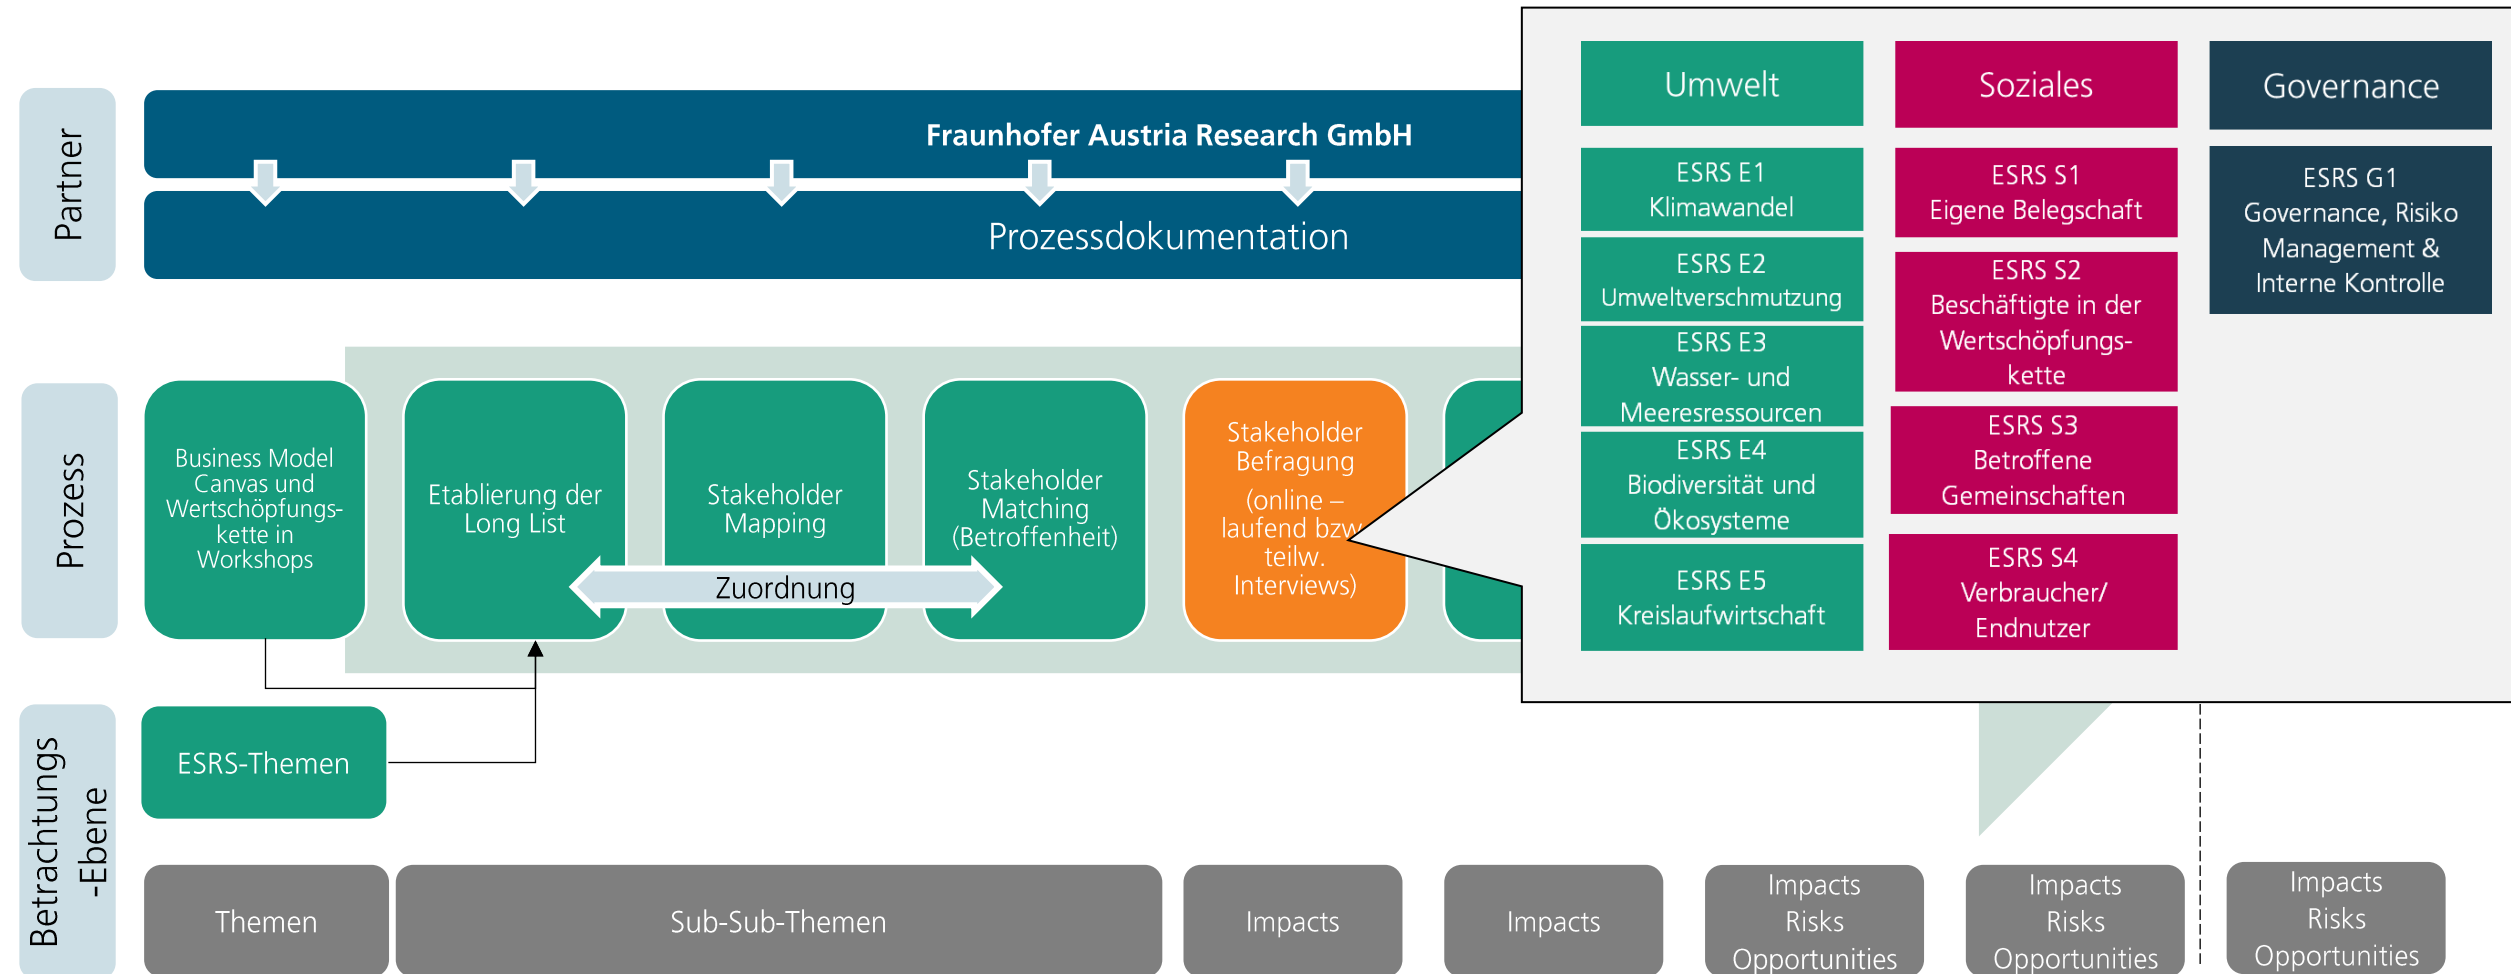 Partner
Fraunhofer Austria Research GmbH
Prozessdokumentation
Prozess
Business Model
Canvas und
Wertschöpfungs-
kette in
Workshops
Etablierung der
Long List
Stakeholder
Mapping
Stakeholder
Matching
(Betroffenheit)
Zuordnung
Stakeholder
Befragung
(online –
laufend bzw.
teilw.
Interviews)
Umwelt
ESRS E1
Klimawandel
ESRS E2
Umweltverschmutzung
ESRS E3
Wasser- und
Meeresressourcen
ESRS E4
Biodiversität und
Ökosysteme
ESRS E5
Kreislaufwirtschaft
Soziales
ESRS S1
Eigene Belegschaft
ESRS S2
Beschäftigte in der
Wertschöpfungs-
kette
ESRS S3
Betroffene
Gemeinschaften
ESRS S4
Verbraucher/
Endnutzer
Governance
ESRS G1
Governance, Risiko
Management &
Interne Kontrolle
Betrachtungs
-Ebene
ESRS-Themen
Themen
Sub-Sub-Themen
Impacts
Impacts
Impacts
Risks
Opportunities
Impacts
Risks
Opportunities
Impacts
Risks
Opportunities